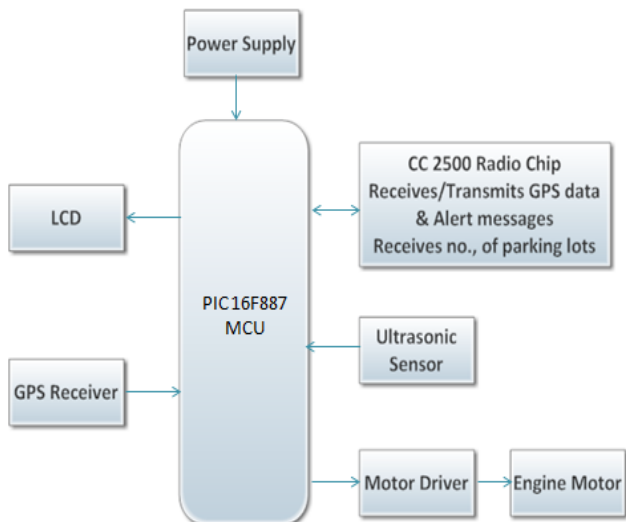 Power Supply
CC 2500 Radio Chip
Receives/Transmits GPS data
& Alert messages
Receives no., of parking lots
LCD
PIC16F887
MCU
Ultrasonic
Sensor
GPS Receiver
Motor Driver
Engine Motor